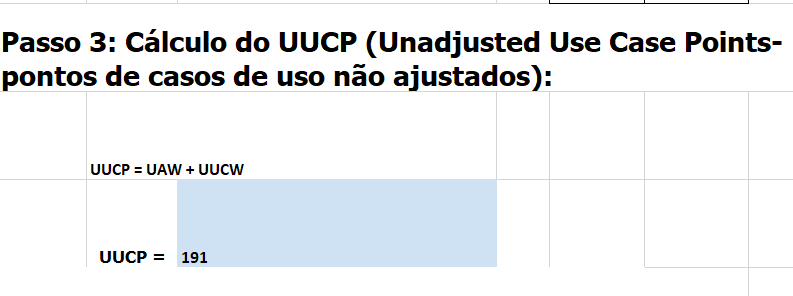 Passo 3: Cálculo do UUCP (Unadjusted Use Case Points-
pontos de casos de uso não ajustados):
UUCP = UAW + UUCW
UUCP = 191